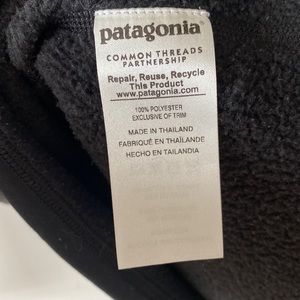 patagonia
COMMON THREADS
PARTNERSHIP
Repair, Reuse, Recycle
This Product
www.patagonia.com
100% POLYESTER
EXCLUSIVE OF TRIM
MADE IN THAILAND
FABRIQUÉ EN THAÏLANDE
HECHO EN TAILANDIA